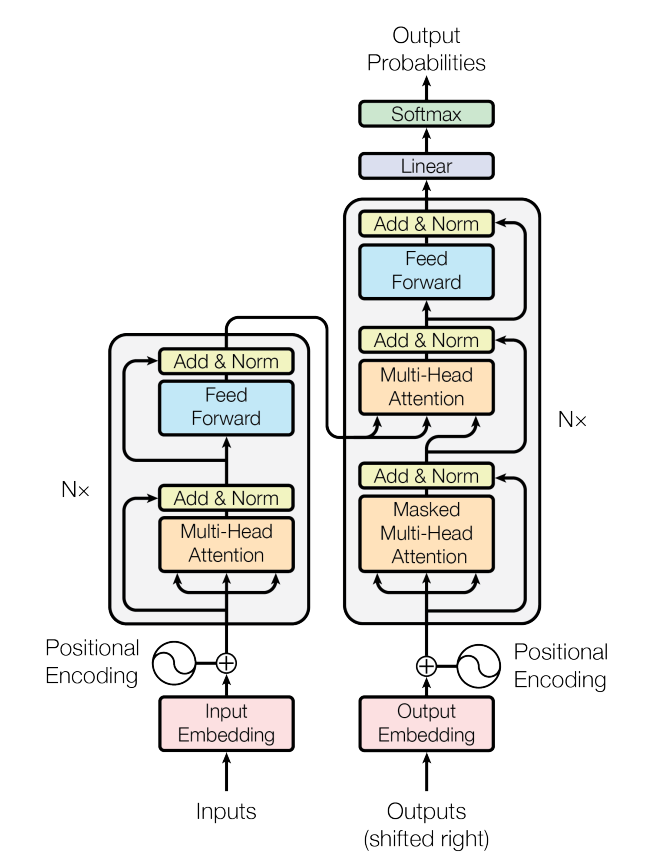 Output
Probabilities
Softmax
Linear
Add & Norm
Feed
Forward
Add & Norm
Multi-Head
Attention
Add & Norm
Masked
Multi-Head
Attention
Nx
Add & Norm
Feed
Forward
Add & Norm
Multi-Head
Attention
Nx
Positional
Encoding
Positional
Encoding
Input
Embedding
Output
Embedding
Inputs
Outputs
(shifted right)